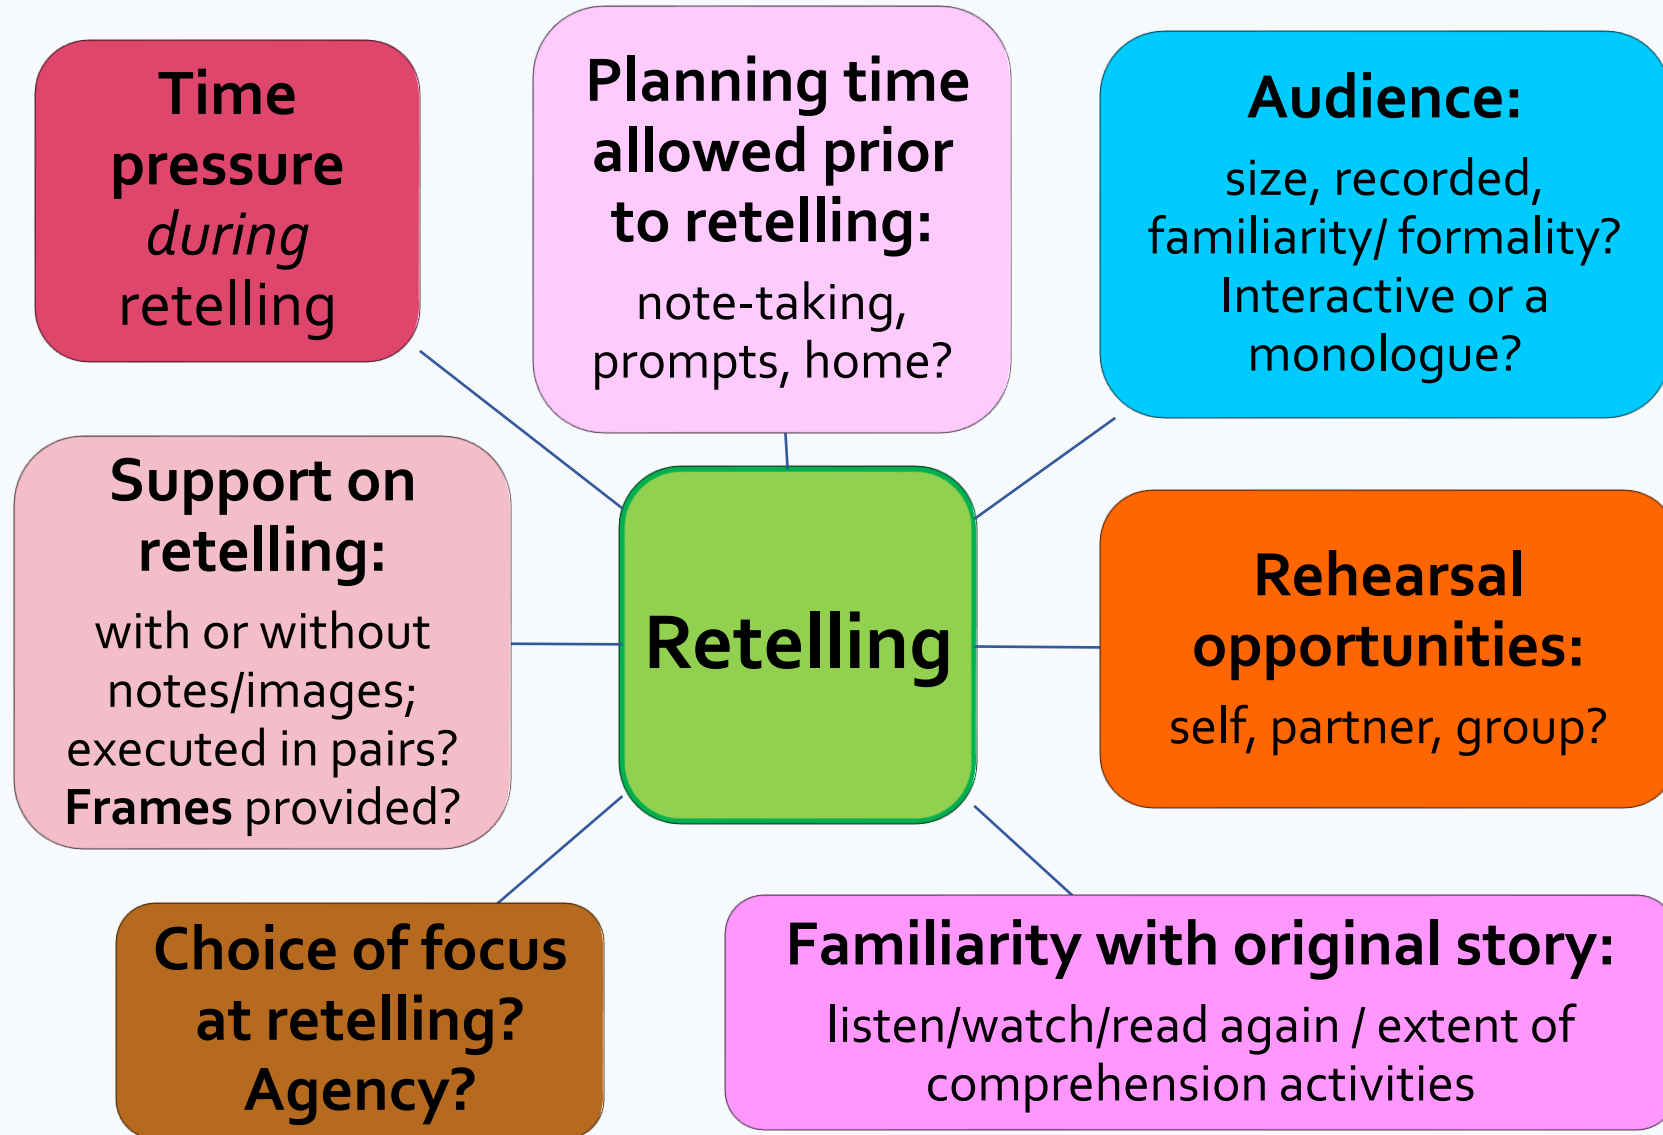 Time
pressure
during
retelling
Planning time
allowed prior
to retelling:
note-taking,
prompts, home?
Audience:
size, recorded,
familiarity/ formality?
Interactive or a
monologue?
Support on
retelling:
with or without
notes/images;
executed in pairs?
Frames provided?
Retelling
Rehearsal
opportunities:
self, partner, group?
Choice of focus
at retelling?
Agency?
Familiarity with original story:
listen/watch/read again / extent of
comprehension activities